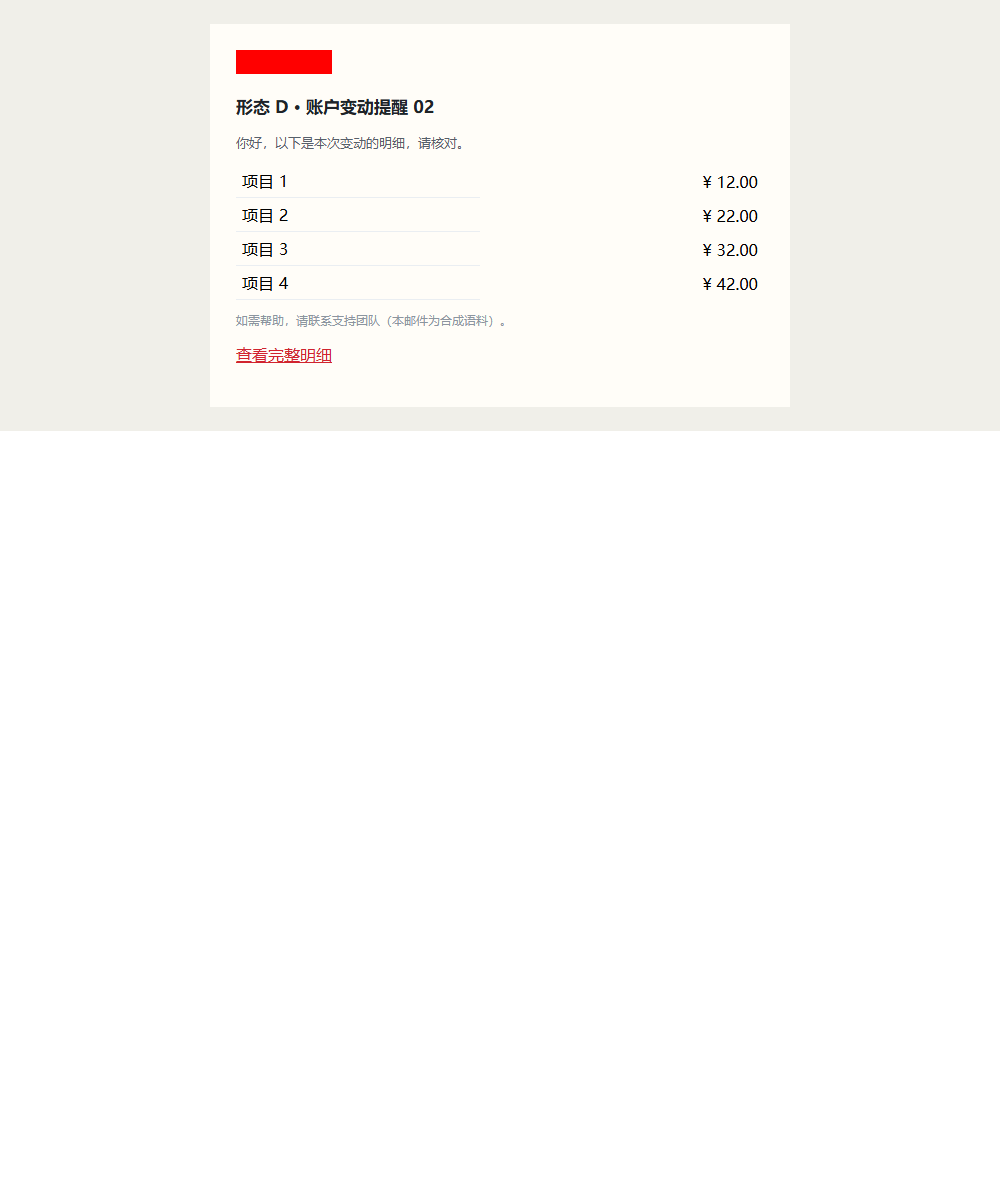 形态 D · 账户变动提醒 02
你好，以下是本次变动的明细，请核对。
项目 1 ¥ 12.00
项目 2 ¥ 22.00
项目 3 ¥ 32.00
项目 4 ¥ 42.00
如需帮助，请联系支持团队（本邮件为合成语料）。
查看完整明细